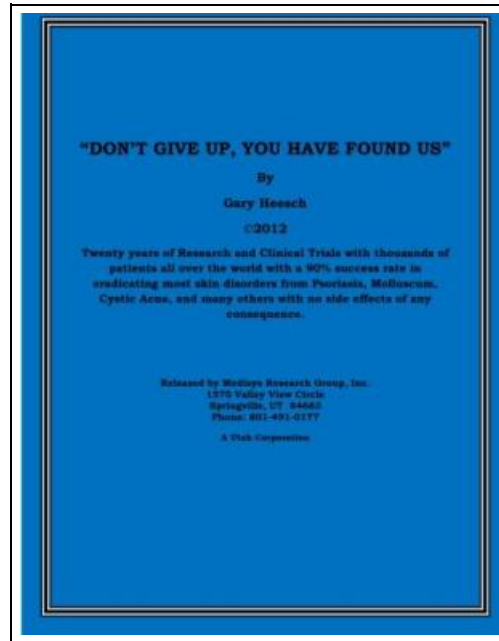 “DON’T GIVE UP, YOU HAVE FOUND US”
By
Gary Heesch
©2012
Twenty years of Research and Clinical Trials with thousands of
patients all over the world with a 90% success rate in
eradicating most skin disorders from Psoriasis, Molluscum,
Cystic Acne, and many others with no side effects of any
consequence.
Released by Medisys Research Group, Inc.
1570 Valley View Circle
Springville, UT 84663
Phone: 801-491-0177
A Utah Corporation